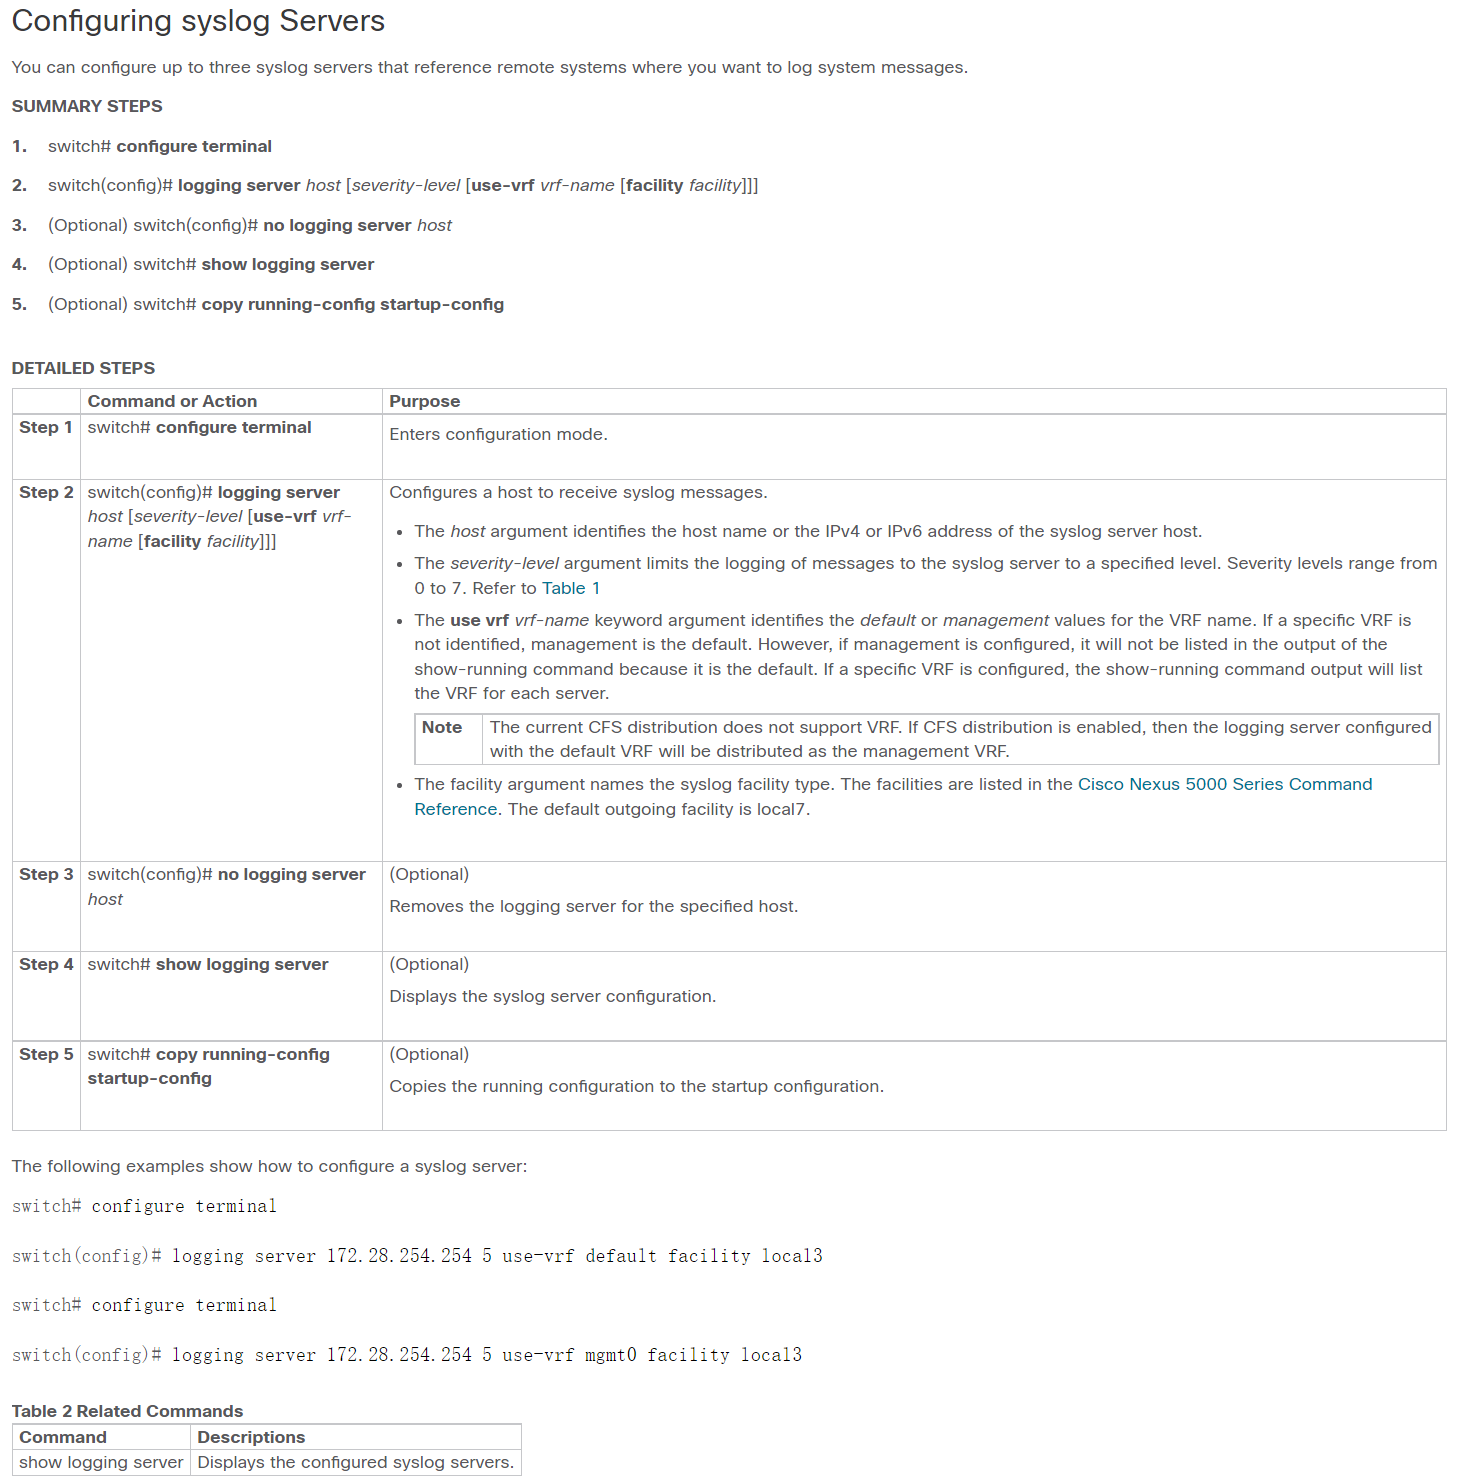 Configuring syslog Servers
You can configure up to three syslog servers that reference remote systems where you want to log system messages.
SUMMARY STEPS
1. switch# configure terminal
2. switch(config)# logging server host [severity-level [use-vrf vrf-name [facility facility]]]
3. (Optional) switch(config)# no logging server host
4. (Optional) switch# show logging server
5. (Optional) switch# copy running-config startup-config
DETAILED STEPS
Command or Action Purpose
Step 1 switch# configure terminal
Enters configuration mode.
Step 2 switch(config)# logging server
host [severity-level [use-vrf vrf-
name [facility facility]]]
Configures a host to receive syslog messages.
• The host argument identifies the host name or the IPv4 or IPv6 address of the syslog server host.
• The severity-level argument limits the logging of messages to the syslog server to a specified level. Severity levels range from
0 to 7. Refer to Table 1
• The use vrf vrf-name keyword argument identifies the default or management values for the VRF name. If a specific VRF is
not identified, management is the default. However, if management is configured, it will not be listed in the output of the
show-running command because it is the default. If a specific VRF is configured, the show-running command output will list
the VRF for each server.
Note The current CFS distribution does not support VRF. If CFS distribution is enabled, then the logging server configured
with the default VRF will be distributed as the management VRF.
• The facility argument names the syslog facility type. The facilities are listed in the Cisco Nexus 5000 Series Command
Reference. The default outgoing facility is local7.
Step 3 switch(config)# no logging server
host
(Optional)
Removes the logging server for the specified host.
Step 4 switch# show logging server
(Optional)
Displays the syslog server configuration.
Step 5 switch# copy running-config
startup-config
(Optional)
Copies the running configuration to the startup configuration.
The following examples show how to configure a syslog server:
switch# configure terminal
switch(config)# logging server 172.28.254.254 5 use-vrf default facility local3
switch# configure terminal
switch(config)# logging server 172.28.254.254 5 use-vrf mgmt0 facility local3
Table 2 Related Commands
Command Descriptions
show logging server Displays the configured syslog servers.